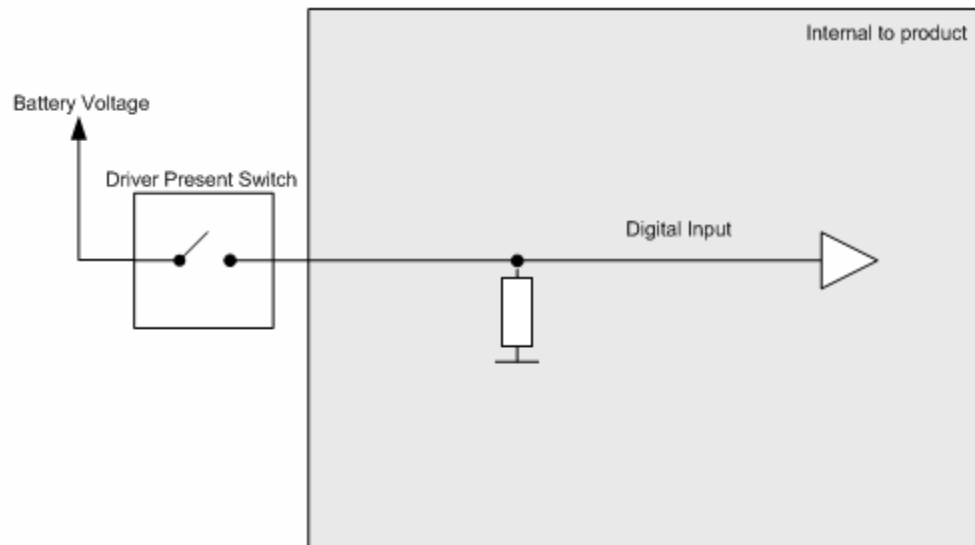 Internal to product
Battery Voltage
Driver Present Switch
Digital Input